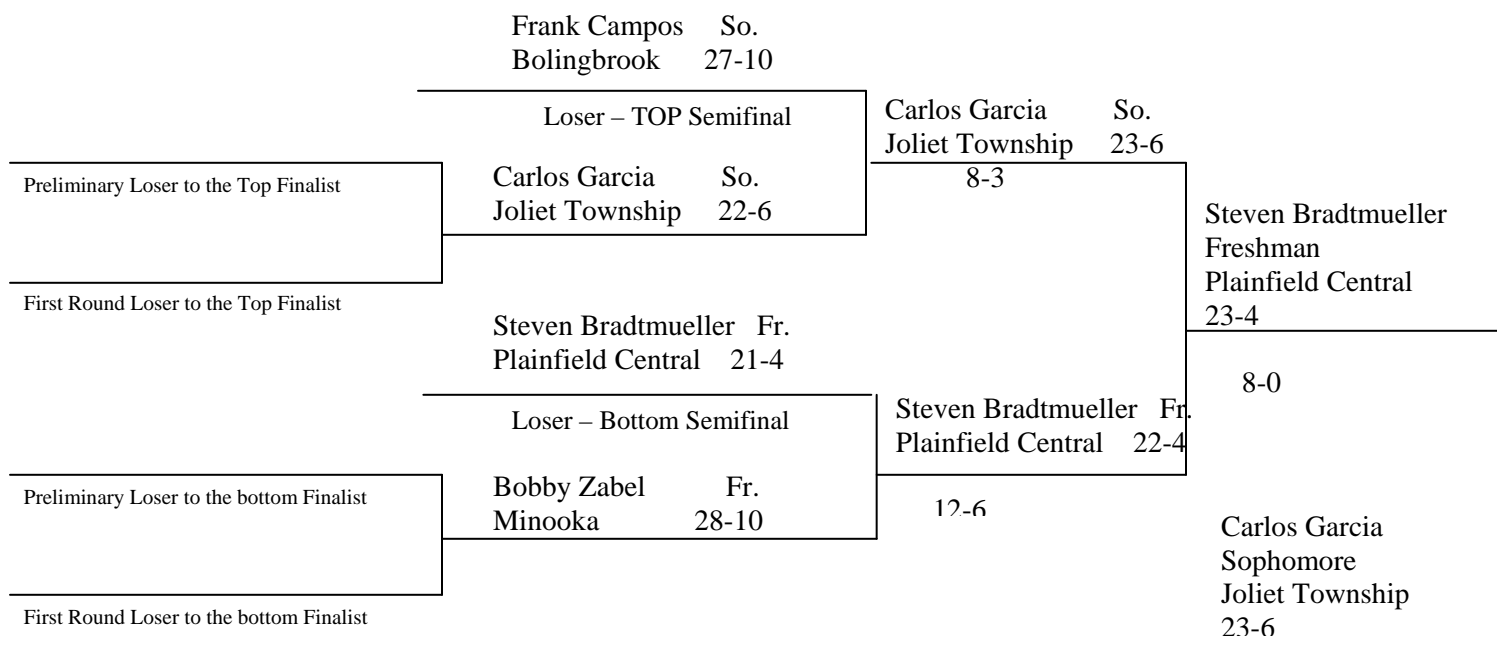 Frank Campos So.
Bolingbrook 27-10
Loser – TOP Semifinal
Carlos Garcia So.
Joliet Township 23-6
8-3
Preliminary Loser to the Top Finalist
Carlos Garcia So.
Joliet Township 22-6
First Round Loser to the Top Finalist
Steven Bradtmueller
Freshman
Plainfield Central
23-4
8-0
Steven Bradtmueller Fr.
Plainfield Central 21-4
Loser – Bottom Semifinal
Steven Bradtmueller Fr.
Plainfield Central 22-4
12-6
Preliminary Loser to the bottom Finalist
Bobby Zabel Fr.
Minooka 28-10
First Round Loser to the bottom Finalist
Carlos Garcia
Sophomore
Joliet Township
23-6